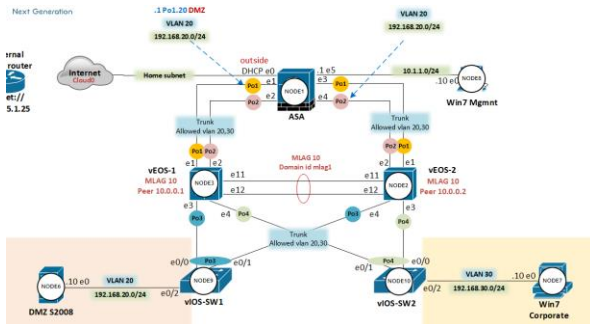 Next Generation
.1 Po1.20 DMZ
VLAN 20
192.168.20.0/24
VLAN 20
192.168.20.0/24
ernal
router
et://
5.1.25
Internet
Cloud0
Home subnet
outside
DHCP e0
e1
e2
Po1
Po2
NODE1
ASA
.1 e5
e3
e4
Po1
Po2
10.1.1.0/24
.10 e0
NODE8
Win7 Mgmnt
Trunk
Allowed vlan 20,30
Trunk
Allowed vlan 20,30
Po1
Po2
e1
e2
Po2
Po1
e2
e1
vEOS-1
MLAG 10
Peer 10.0.0.1
NODE3
e11
e12
MLAG 10
Domain id mlag1
e11
e12
NODE2
vEOS-2
MLAG 10
Peer 10.0.0.2
e3
e4
Po3
Po4
Po3
e4
e3
Po4
Trunk
Allowed vlan 20,30
e0/0
Po3
e0/1
Po4
e0/1
e0/0
NODE6
.10 e0
VLAN 20
192.168.20.0/24
e0/2
NODE9
vIOS-SW1
DMZ S2008
NODE10
vIOS-SW2
e0/2
VLAN 30
192.168.30.0/24
.10 e0
NODE7
Win7
Corporate